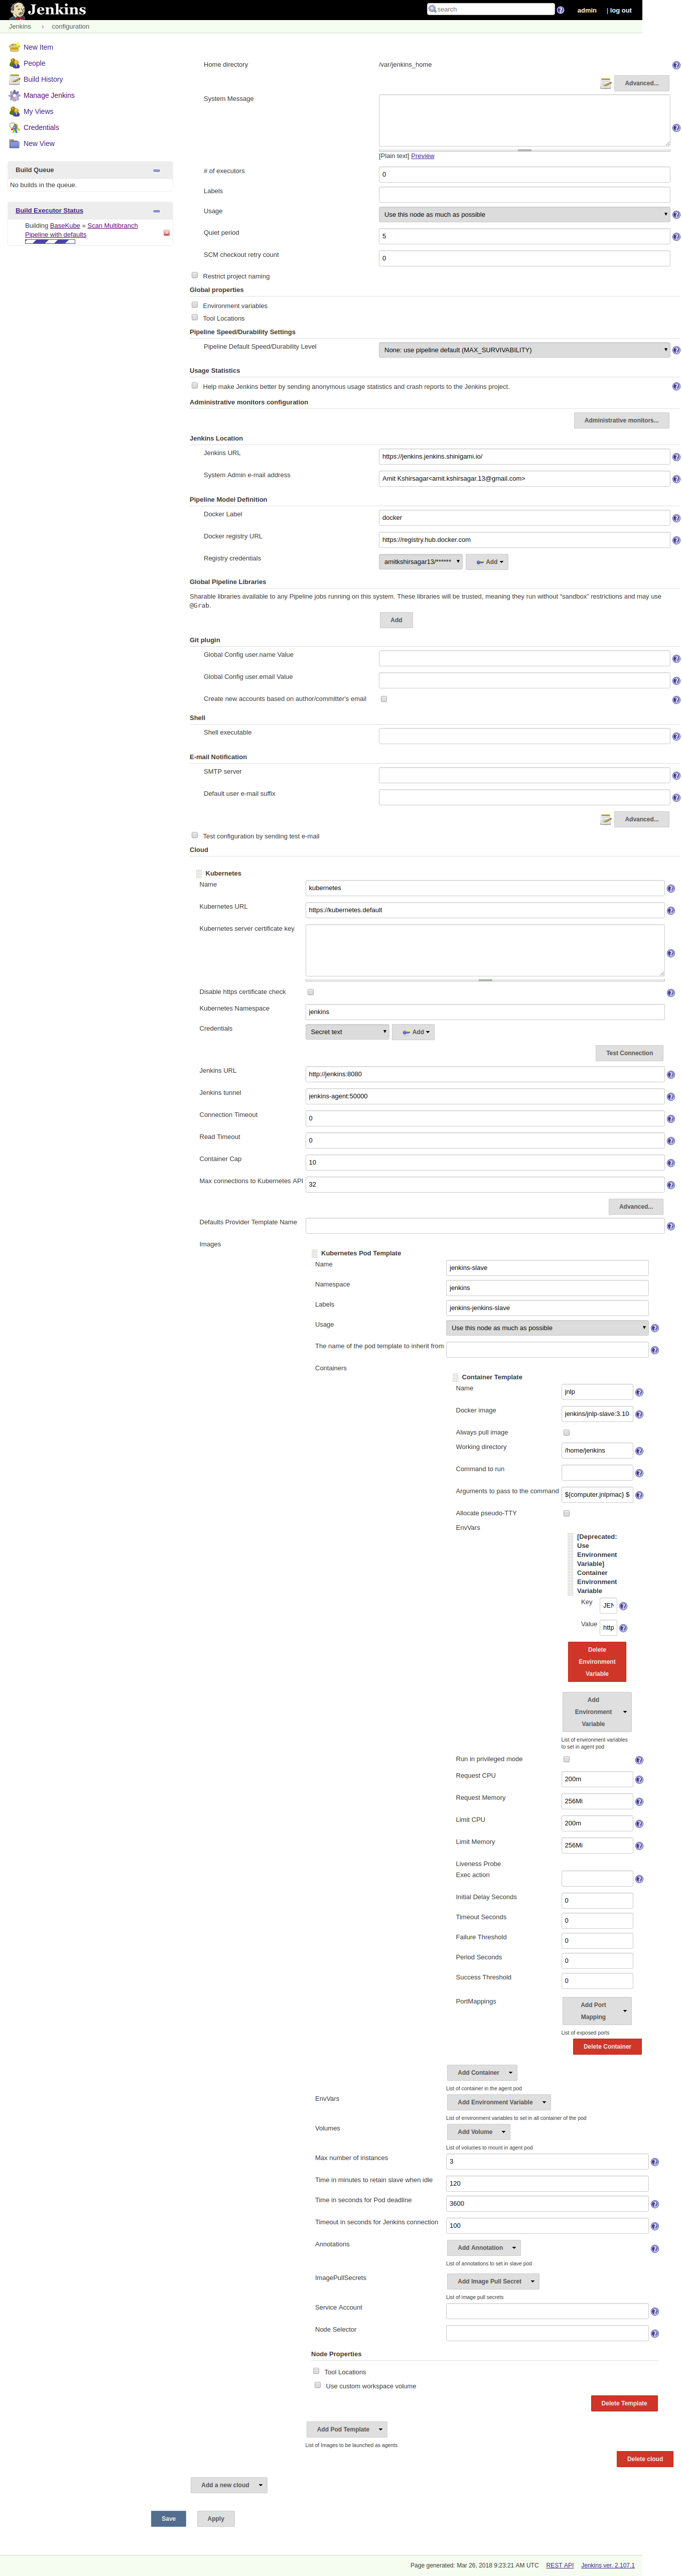 Jenkins
search
admin
| log out
Jenkins › configuration
New Item
People
Build History
Manage Jenkins
My Views
Credentials
New View
Build Queue
No builds in the queue.
Build Executor Status
Building BaseKube » Scan Multibranch
Pipeline with defaults
Home directory
/var/jenkins_home
Advanced...
System Message
[Plain text] Preview
# of executors
0
Labels
Usage
Use this node as much as possible
Quiet period
5
SCM checkout retry count
0
Restrict project naming
Global properties
Environment variables
Tool Locations
Pipeline Speed/Durability Settings
Pipeline Default Speed/Durability Level
None: use pipeline default (MAX_SURVIVABILITY)
Usage Statistics
Help make Jenkins better by sending anonymous usage statistics and crash reports to the Jenkins project.
Administrative monitors configuration
Administrative monitors...
Jenkins Location
Jenkins URL
https://jenkins.jenkins.shinigami.io/
System Admin e-mail address
Amit Kshirsagar<amit.kshirsagar.13@gmail.com>
Pipeline Model Definition
Docker Label
docker
Docker registry URL
https://registry.hub.docker.com
Registry credentials
amitkshirsagar13/******
Add
Global Pipeline Libraries
Sharable libraries available to any Pipeline jobs running on this system. These libraries will be trusted, meaning they run without “sandbox” restrictions and may use
@Grab.
Add
Git plugin
Global Config user.name Value
Global Config user.email Value
Create new accounts based on author/committer's email
Shell
Shell executable
E-mail Notification
SMTP server
Default user e-mail suffix
Advanced...
Test configuration by sending test e-mail
Cloud
Kubernetes
Name
kubernetes
Kubernetes URL
https://kubernetes.default
Kubernetes server certificate key
Disable https certificate check
Kubernetes Namespace
jenkins
Credentials
Secret text
Add
Test Connection
Jenkins URL
http://jenkins:8080
Jenkins tunnel
jenkins-agent:50000
Connection Timeout
0
Read Timeout
0
Container Cap
10
Max connections to Kubernetes API
32
Advanced...
Defaults Provider Template Name
Images
Kubernetes Pod Template
Name
jenkins-slave
Namespace
jenkins
Labels
jenkins-jenkins-slave
Usage
Use this node as much as possible
The name of the pod template to inherit from
Containers
Container Template
Name
jnlp
Docker image
jenkins/jnlp-slave:3.10
Always pull image
Working directory
/home/jenkins
Command to run
Arguments to pass to the command
${computer.jnlpmac} $
Allocate pseudo-TTY
EnvVars
[Deprecated:
Use
Environment
Variable]
Container
Environment
Variable
Key
JEN
Value
http
Delete
Environment
Variable
Add
Environment
Variable
List of environment variables
to set in agent pod
Run in privileged mode
Request CPU
200m
Request Memory
256Mi
Limit CPU
200m
Limit Memory
256Mi
Liveness Probe
Exec action
Initial Delay Seconds
0
Timeout Seconds
0
Failure Threshold
0
Period Seconds
0
Success Threshold
0
PortMappings
Add Port
Mapping
List of exposed ports
Delete Container
Add Container
List of container in the agent pod
EnvVars
Add Environment Variable
List of environment variables to set in all container of the pod
Volumes
Add Volume
List of volumes to mount in agent pod
Max number of instances
3
Time in minutes to retain slave when idle
120
Time in seconds for Pod deadline
3600
Timeout in seconds for Jenkins connection
100
Annotations
Add Annotation
List of annotations to set in slave pod
ImagePullSecrets
Add Image Pull Secret
List of image pull secrets
Service Account
Node Selector
Node Properties
Tool Locations
Use custom workspace volume
Delete Template
Add Pod Template
List of Images to be launched as agents
Delete cloud
Add a new cloud
Save
Apply
Page generated: Mar 26, 2018 9:23:21 AM UTC
REST API
Jenkins ver. 2.107.1